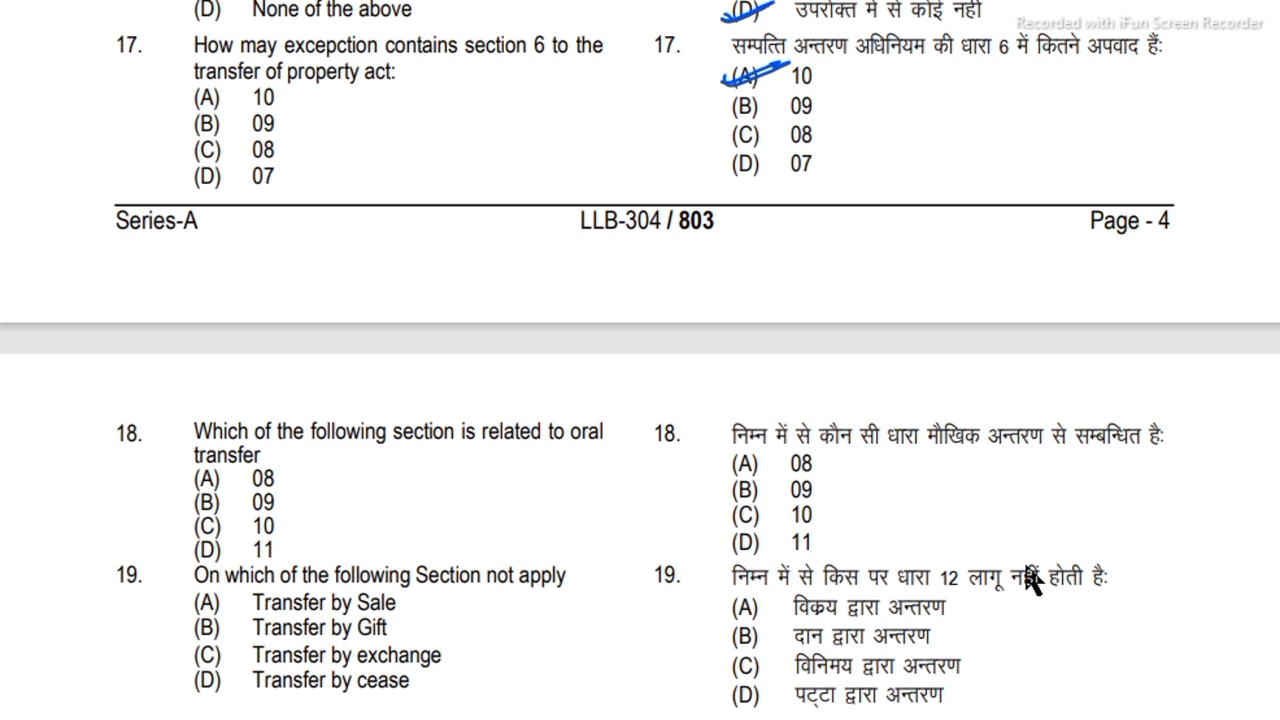 (D) None of the above
17. How may excepction contains section 6 to the
transfer of property act:
(A) 10
(B) 09
(C) 08
(D) 07
(D) उपरोक्त में से कोई नहीं
Recorded with iFun Screen Recorder
17. सम्पत्ति अन्तरण अधिनियम की धारा 6 में कितने अपवाद हैं:
(A) 10
(B) 09
(C) 08
(D) 07
Series-A LLB-304 / 803 Page - 4
18. Which of the following section is related to oral
transfer
(A) 08
(B) 09
(C) 10
(D) 11
19. On which of the following Section not apply
(A) Transfer by Sale
(B) Transfer by Gift
(C) Transfer by exchange
(D) Transfer by cease
18. निम्न में से कौन सी धारा मौखिक अन्तरण से सम्बन्धित है:
(A) 08
(B) 09
(C) 10
(D) 11
19. निम्न में से किस पर धारा 12 लागू नहीं होती है:
(A) विक्रय द्वारा अन्तरण
(B) दान द्वारा अन्तरण
(C) विनिमय द्वारा अन्तरण
(D) पट्टा द्वारा अन्तरण